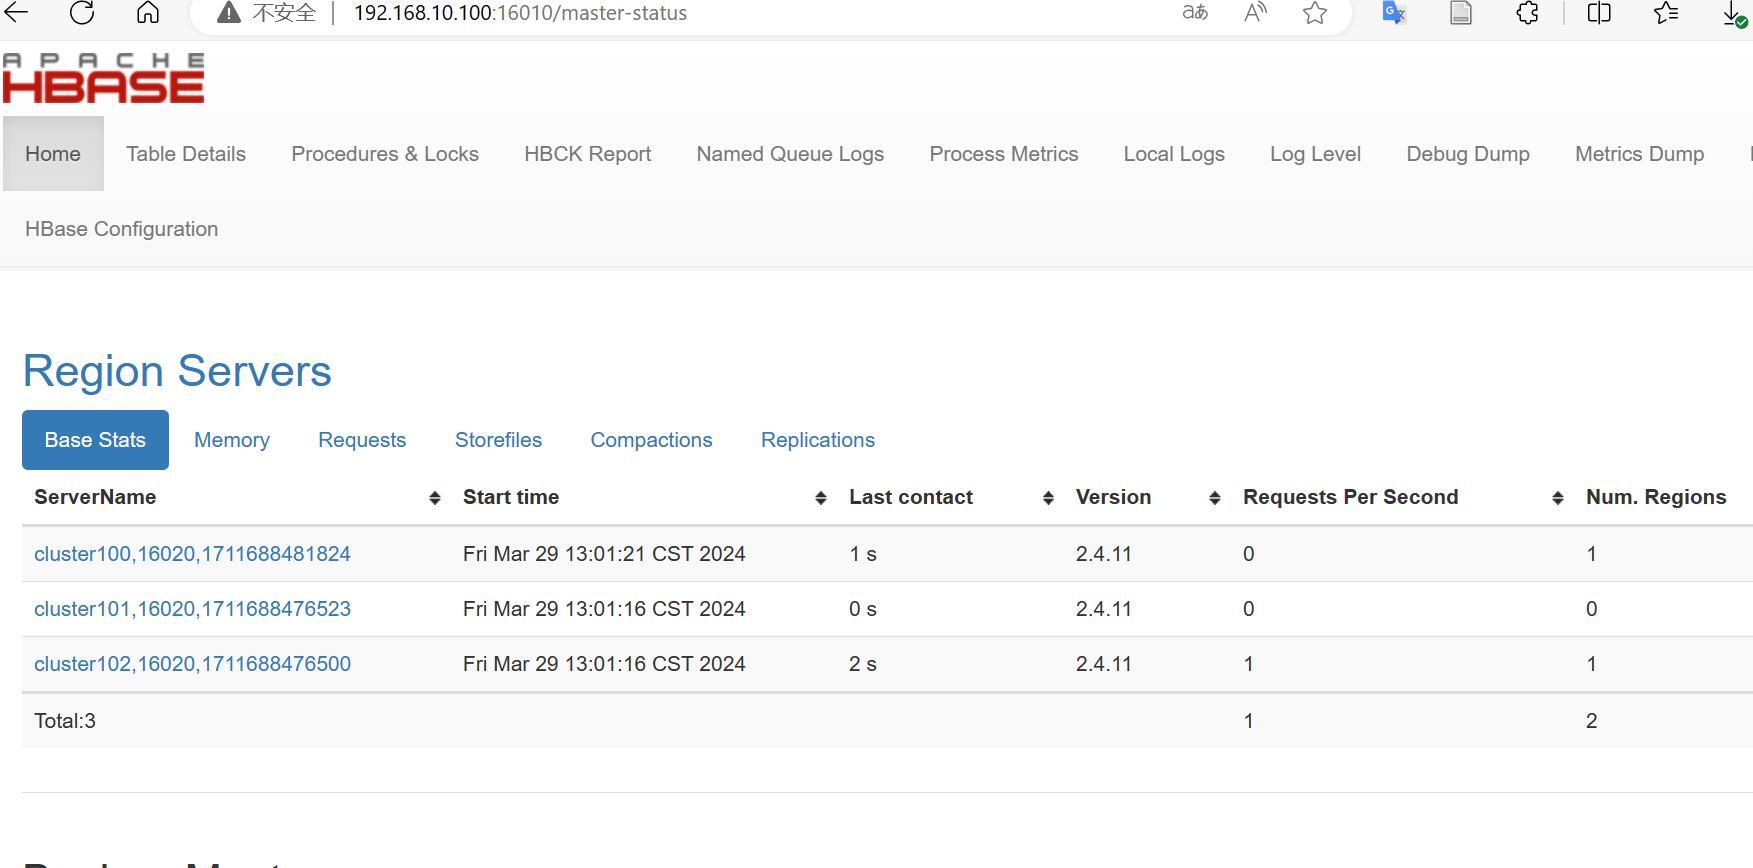 不安全 192.168.10.100:16010/master-status
APACHE
HBASE
Home Table Details Procedures & Locks HBCK Report Named Queue Logs Process Metrics Local Logs Log Level Debug Dump Metrics Dump
HBase Configuration
Region Servers
Base Stats Memory Requests Storefiles Compactions Replications
ServerName Start time Last contact Version Requests Per Second Num. Regions
cluster100,16020,1711688481824 Fri Mar 29 13:01:21 CST 2024 1 s 2.4.11 0 1
cluster101,16020,1711688476523 Fri Mar 29 13:01:16 CST 2024 0 s 2.4.11 0 0
cluster102,16020,1711688476500 Fri Mar 29 13:01:16 CST 2024 2 s 2.4.11 1 1
Total:3 1 2